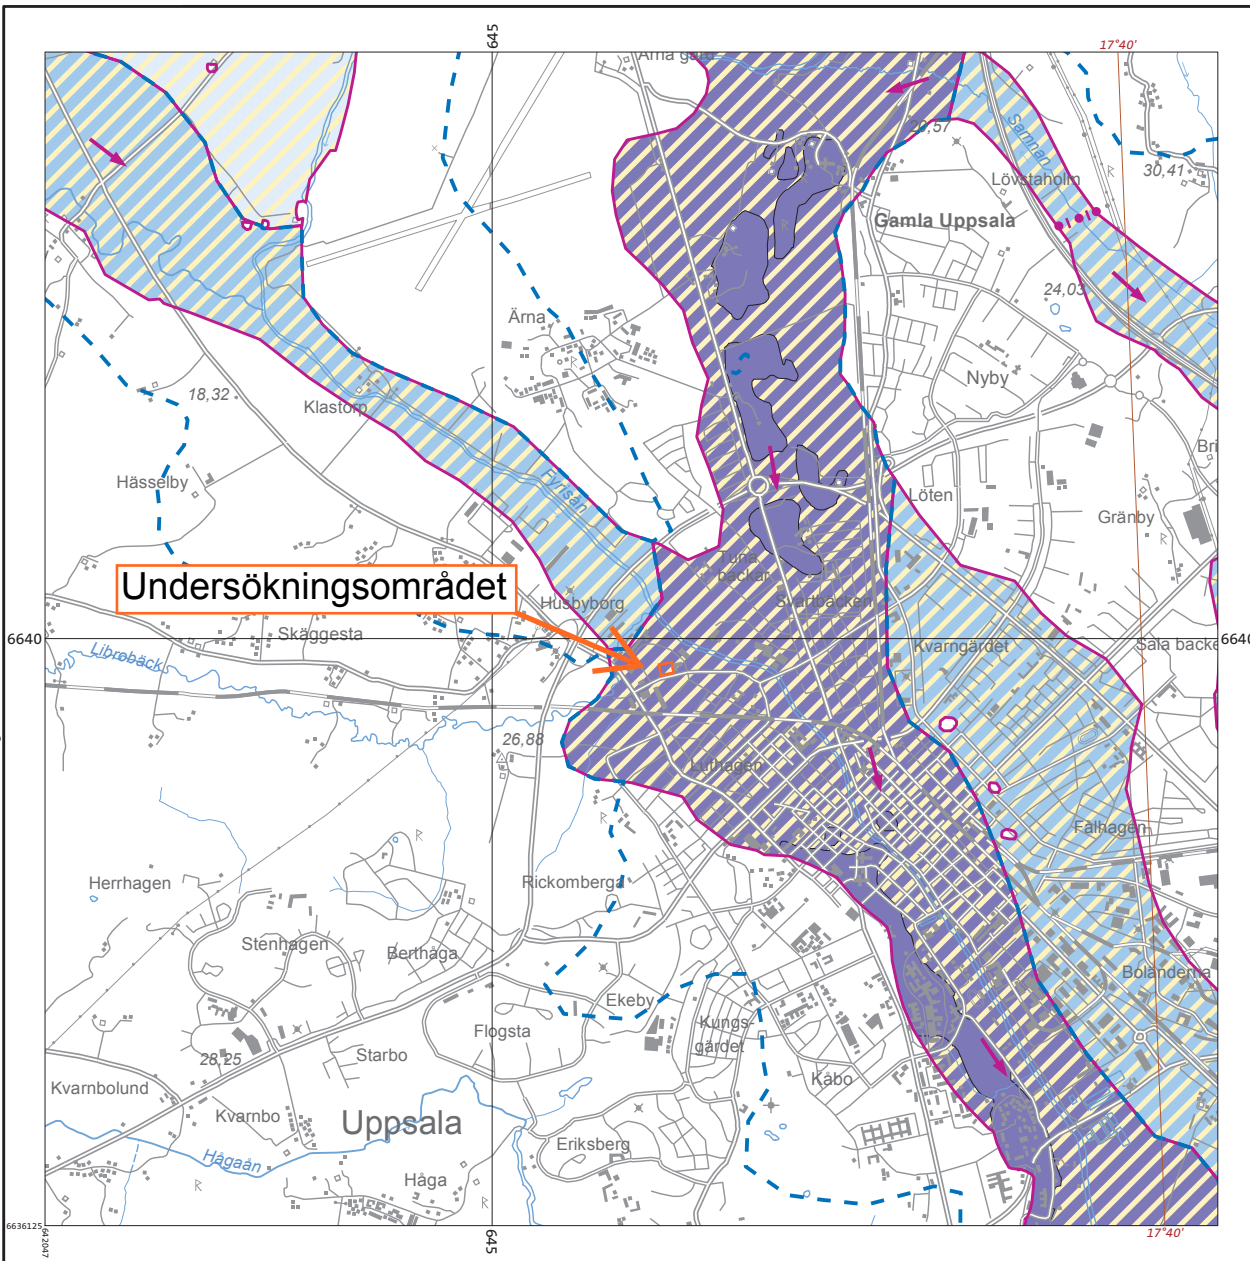 645
17°40'
Ärna gård
20,57
Samnan
30,41
Lövstaholm
Gamla Uppsala
24,03
Ärna
Nyby
18,32
Klastorp
Bri
Hässelby
Fyrisån
Löten
Gränby
Tuna
backar
Undersökningsområdet
Husbyborg
Svartbäcken
6640
Skäggesta
6640
Kvarngärdet
Sala backe
Librobäck
26,88
Luthagen
Fålhagen
Herrhagen
Rickomberga
Stenhagen
Berthåga
Boländerna
Ekeby
Kungs-
gärdet
Flogsta
28,25
Starbo
Kåbo
Kvarnbolund
Kvarnbo
Uppsala
Eriksberg
Hågaån
Håga
6636125
642047
645
17°40'